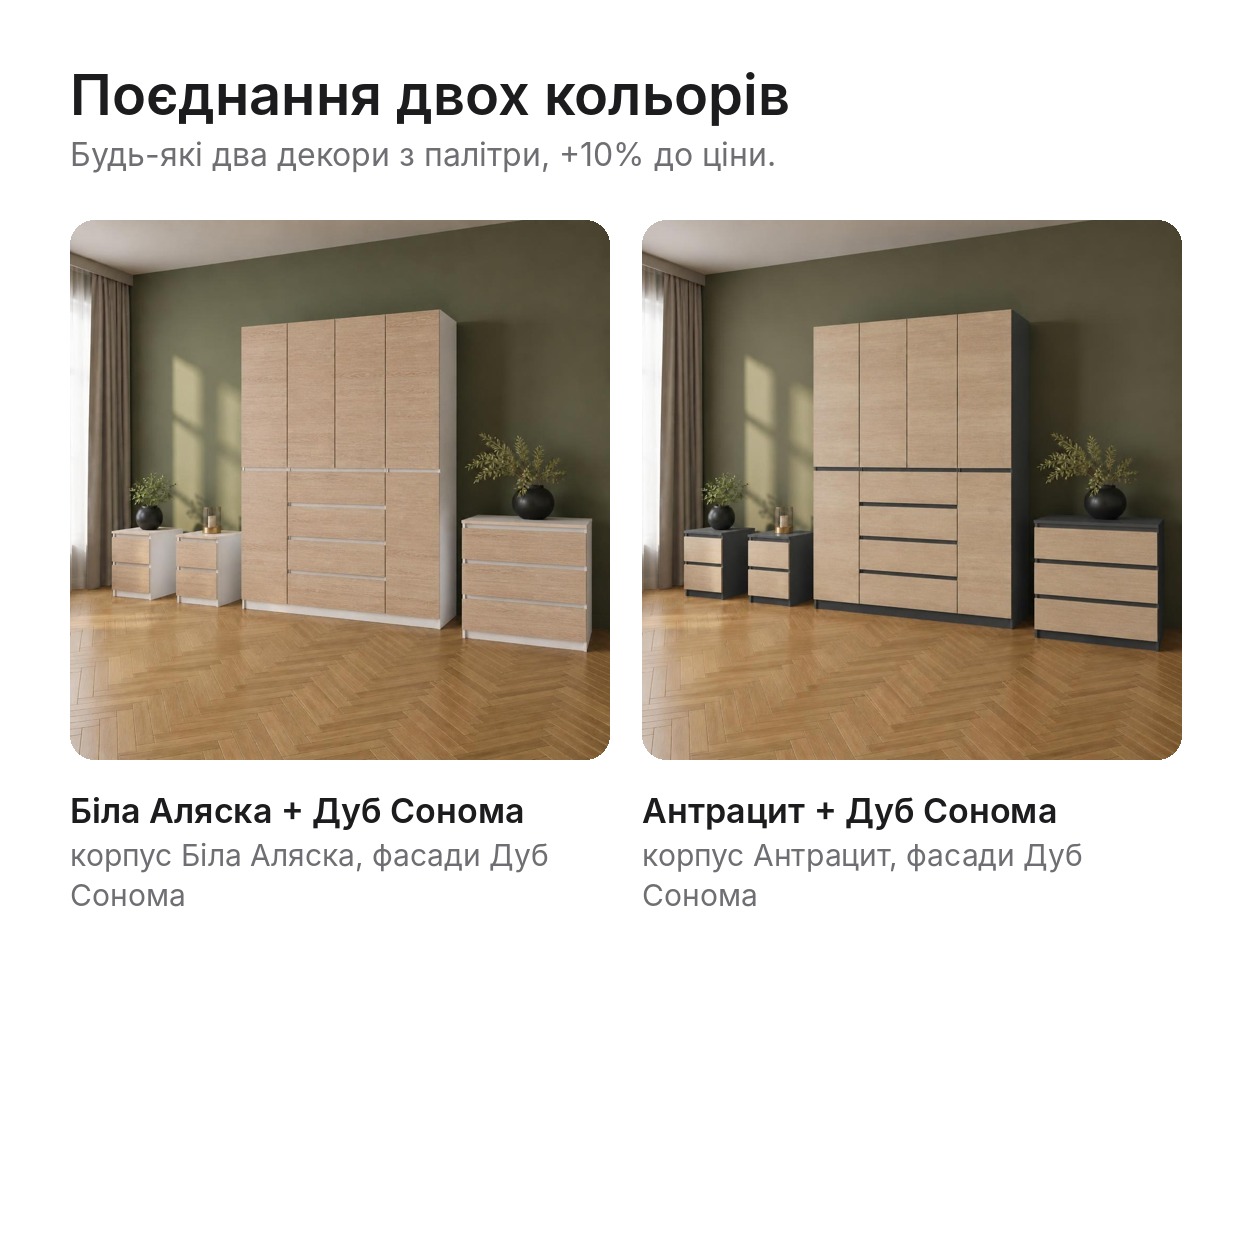 Поєднання двох кольорів
Будь-які два декори з палітри, +10% до ціни.
Біла Аляска + Дуб Сонома
корпус Біла Аляска, фасади Дуб
Сонома
Антрацит + Дуб Сонома
корпус Антрацит, фасади Дуб
Сонома